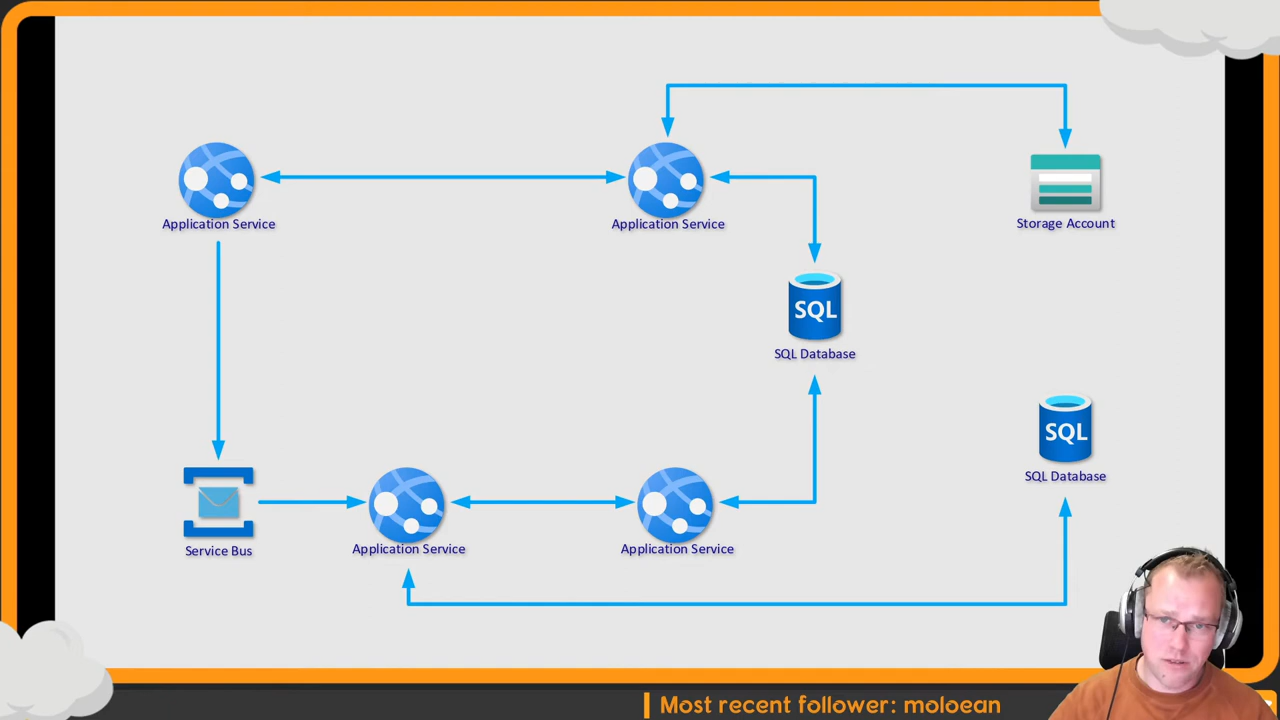 Application Service
Application Service
Storage Account
SQL
SQL Database
SQL
SQL Database
Service Bus
Application Service
Application Service
Most recent follower: moloean